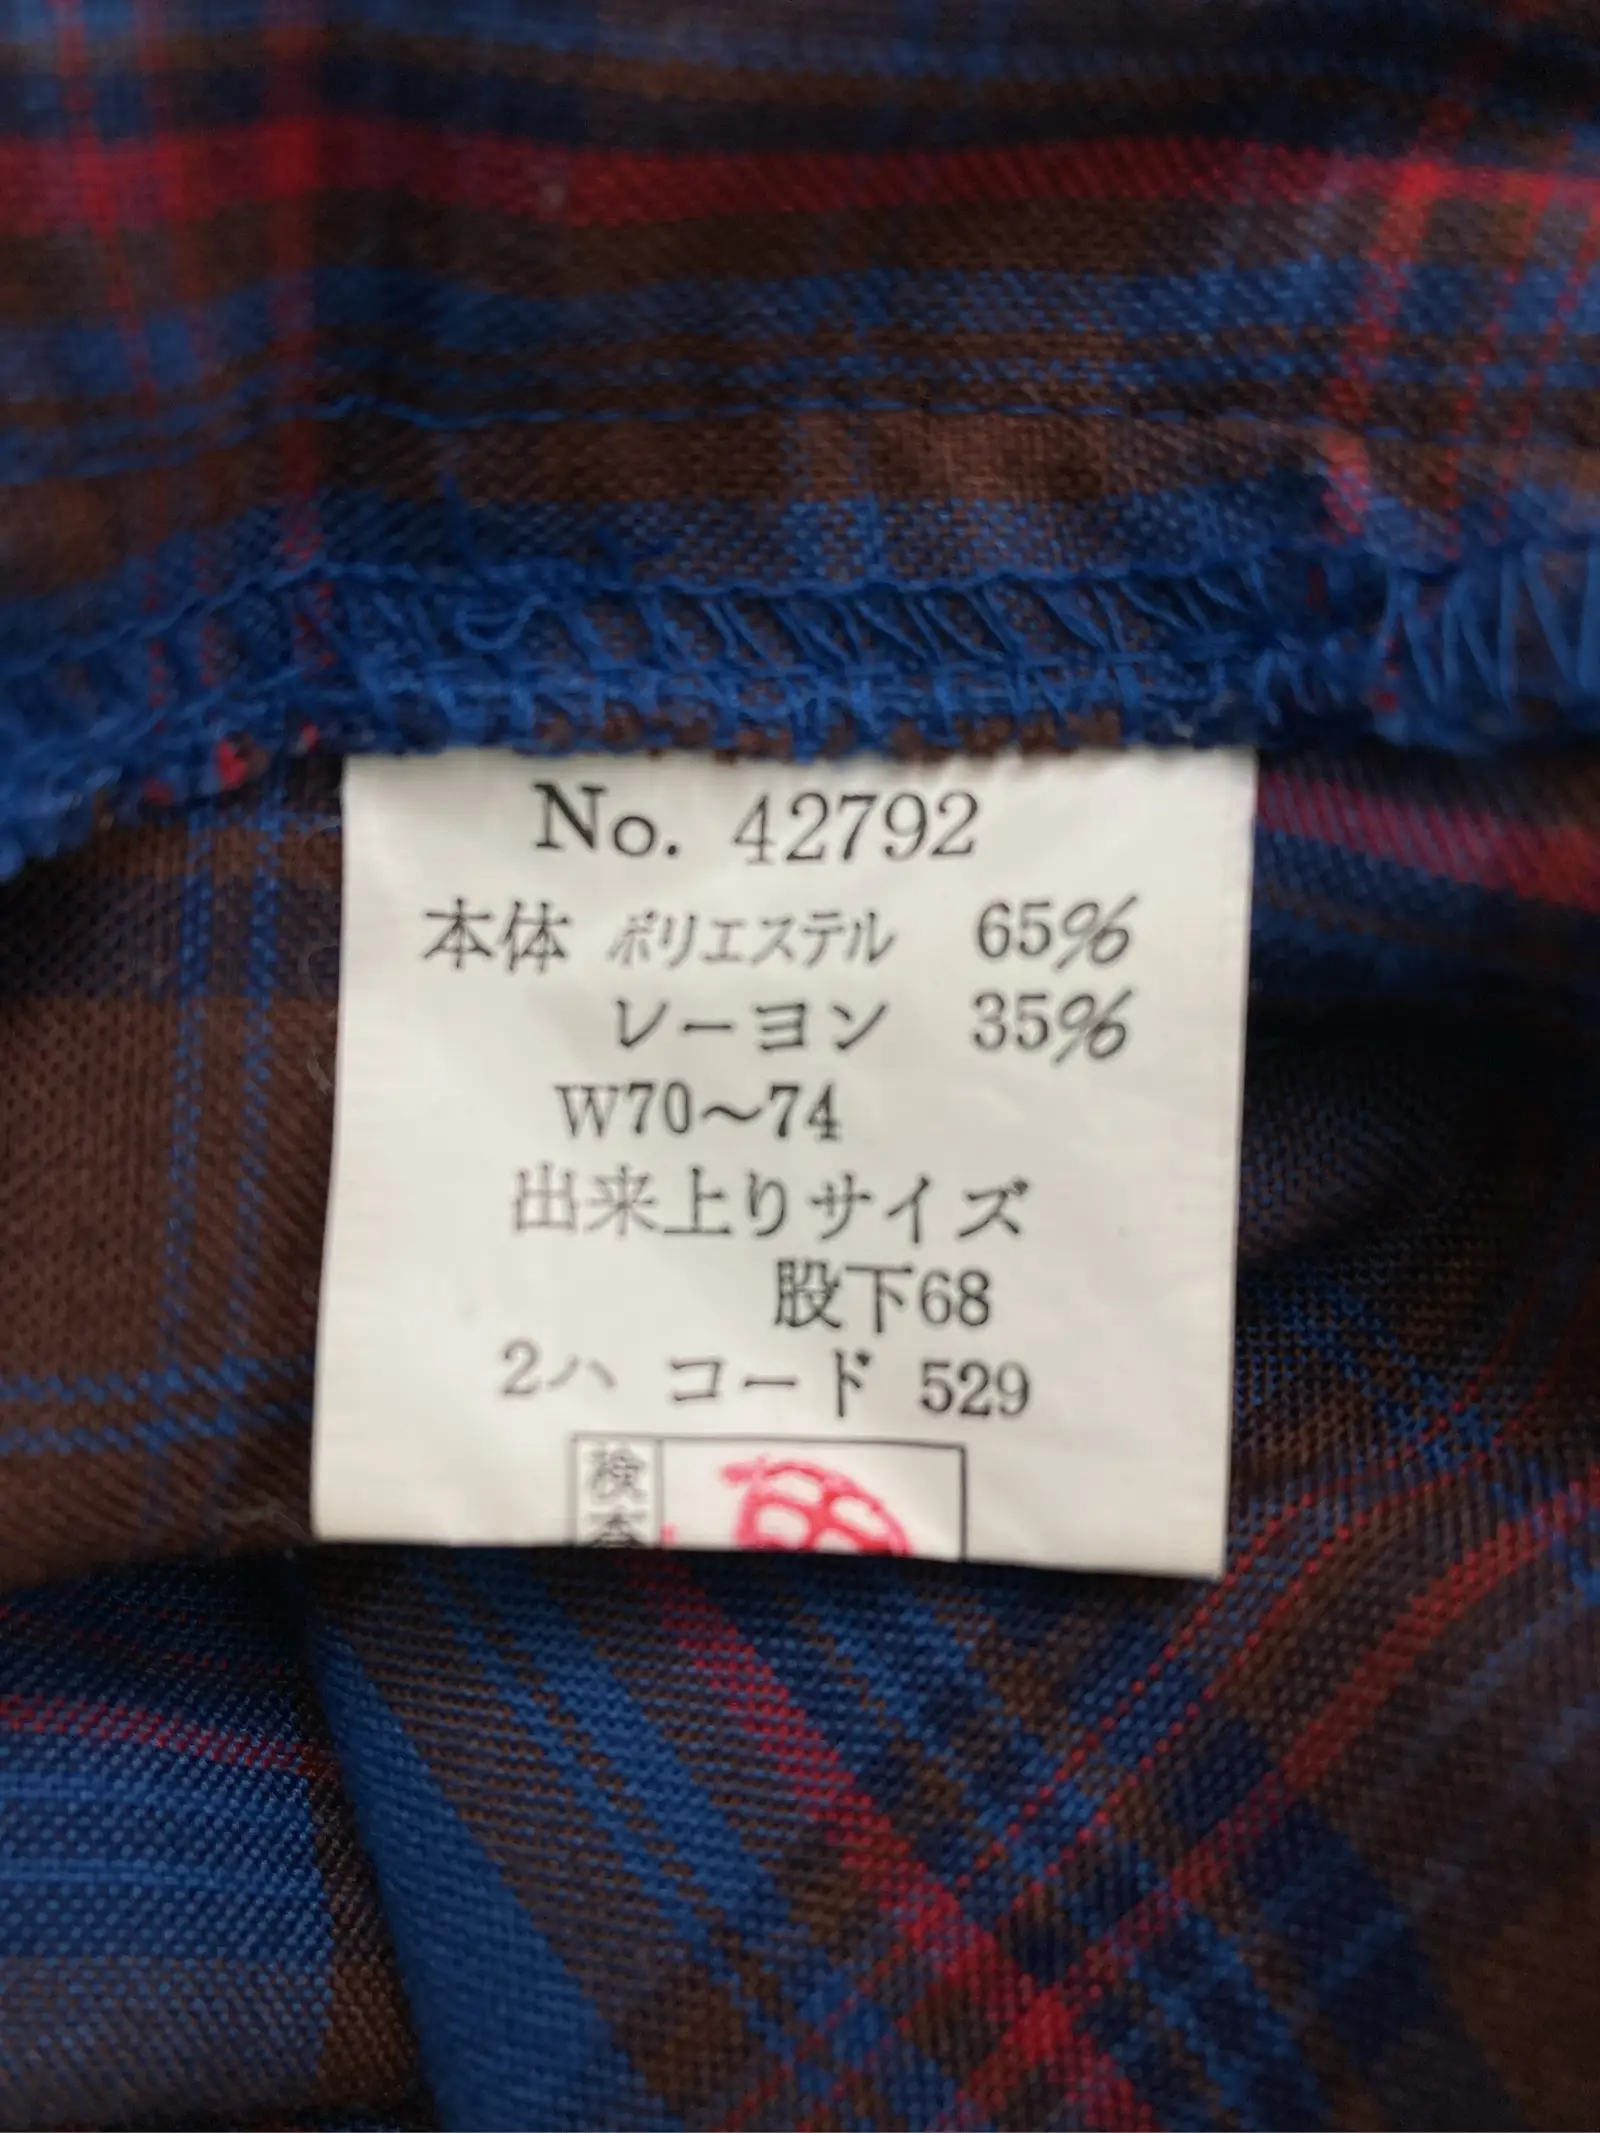 No. 42792
本体 ポリエステル 65%
レーヨン 35%
W70～74
出来上りサイズ
股下68
2ハ コード 529
検